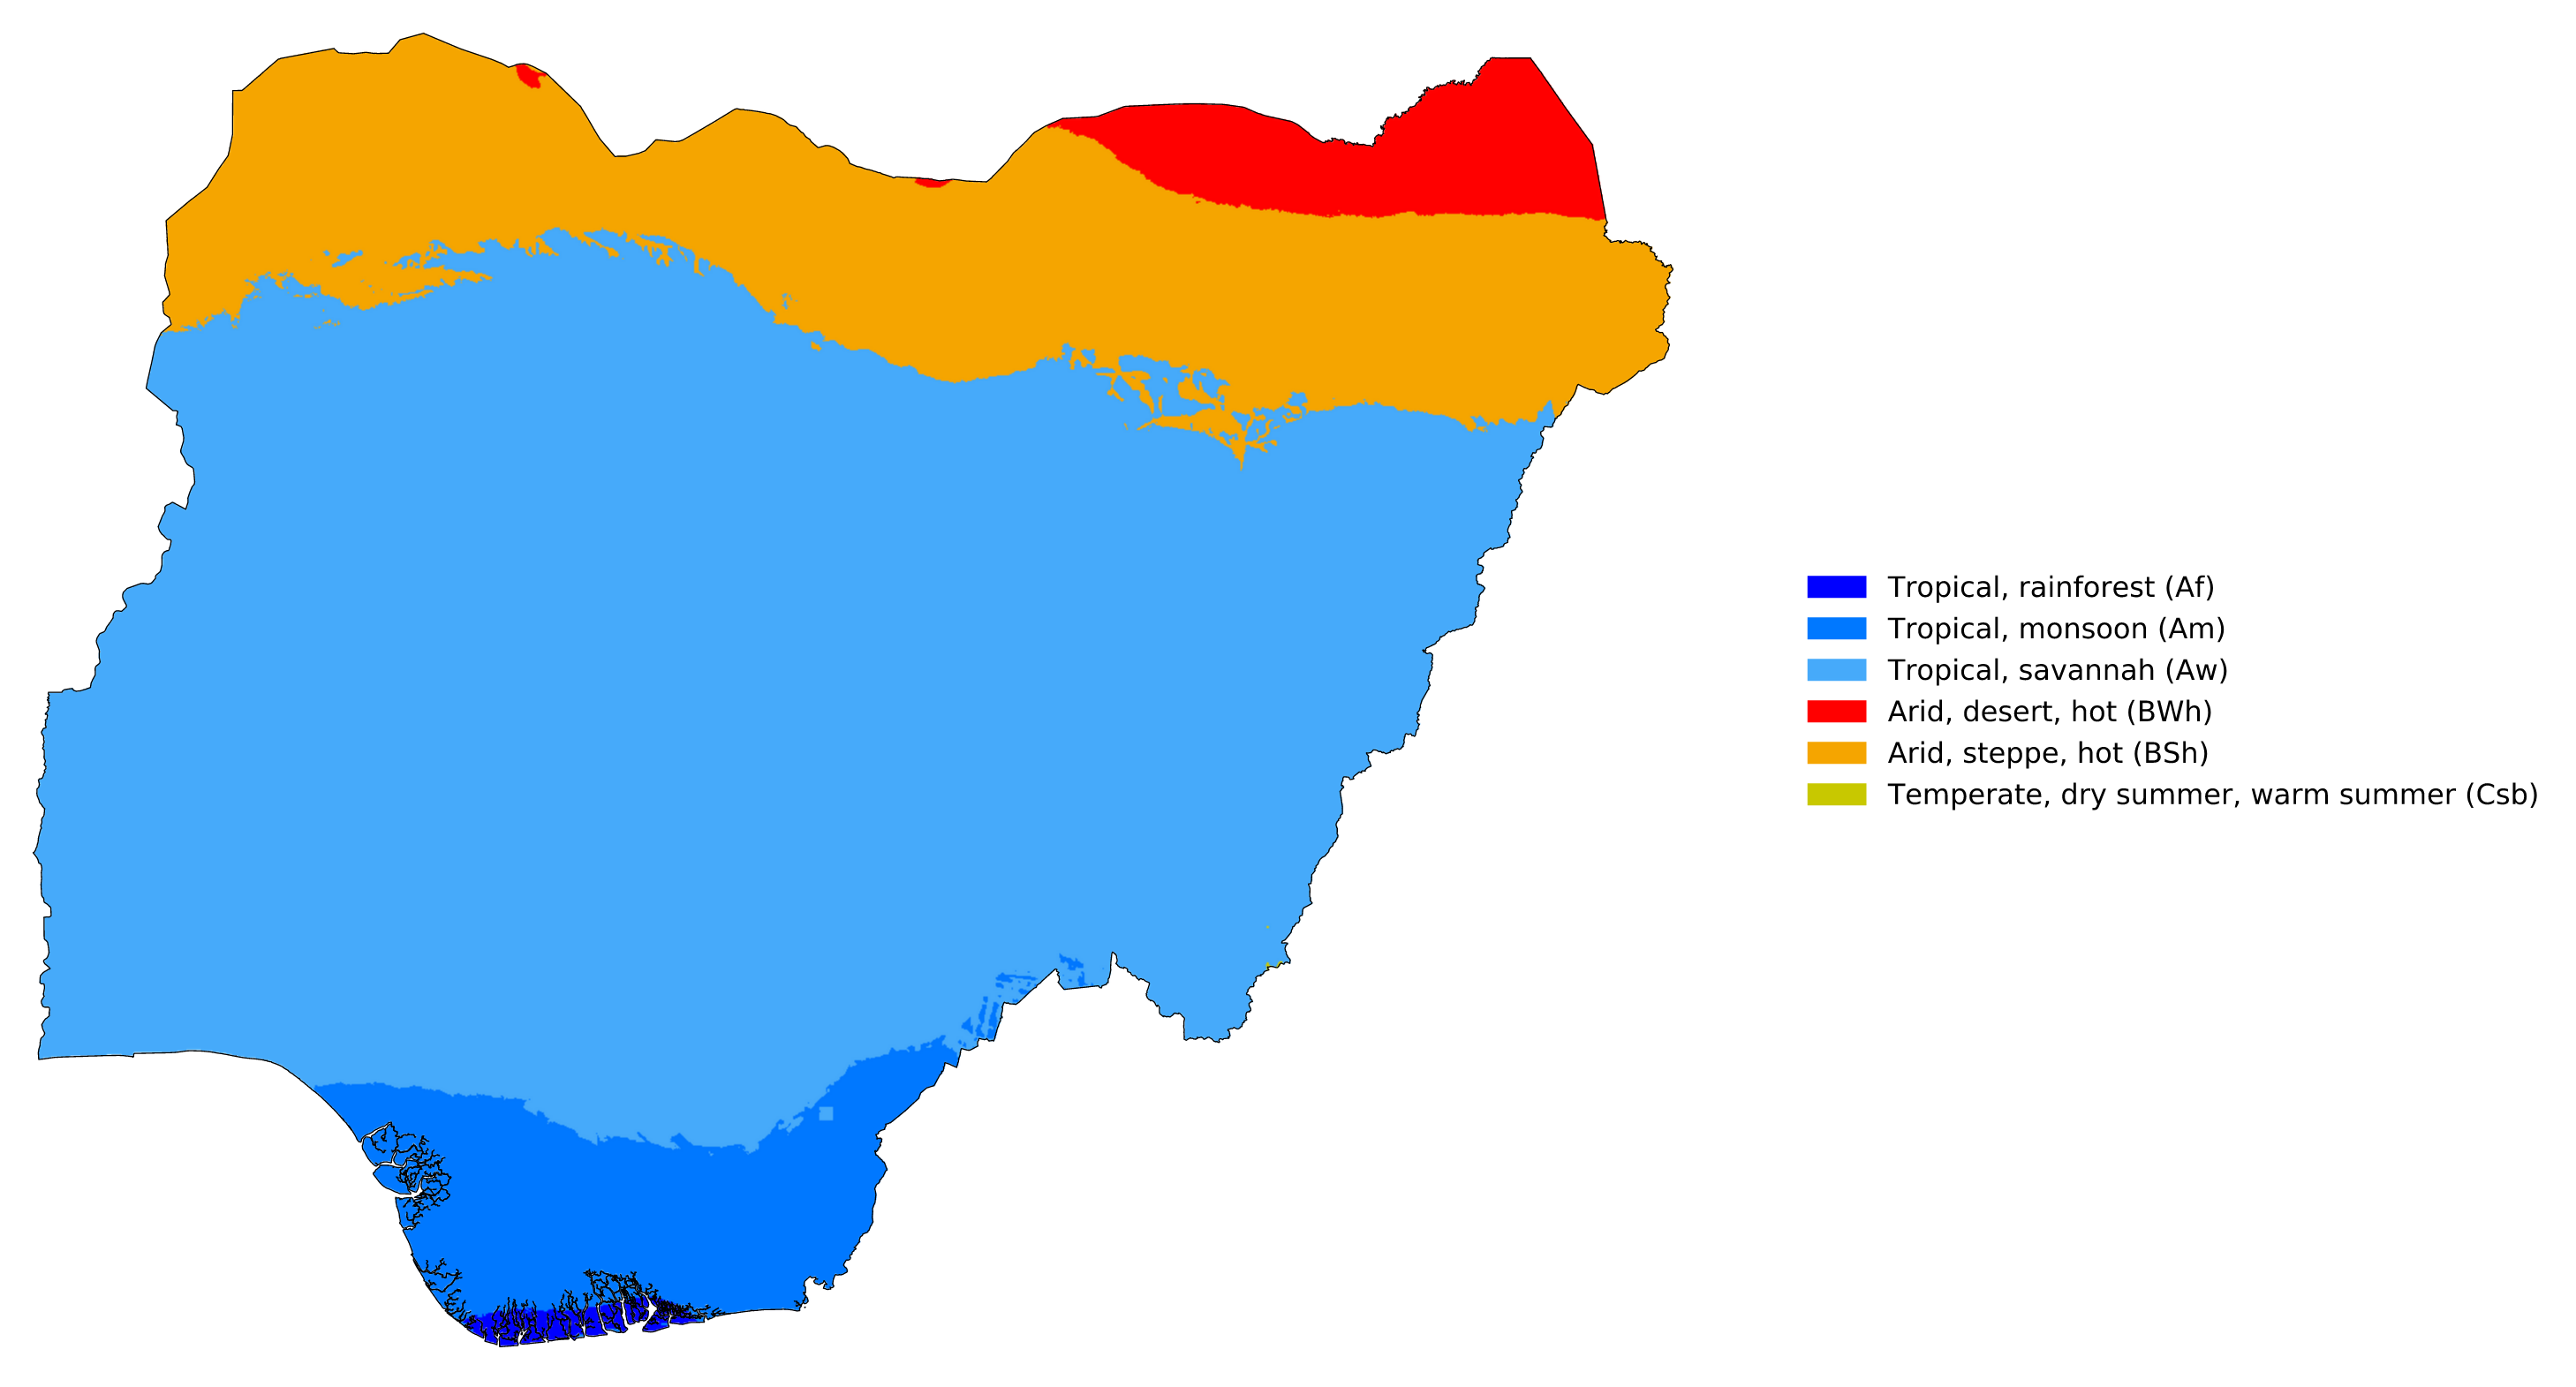 Tropical, rainforest (Af)
Tropical, monsoon (Am)
Tropical, savannah (Aw)
Arid, desert, hot (BWh)
Arid, steppe, hot (BSh)
Temperate, dry summer, warm summer (Csb)